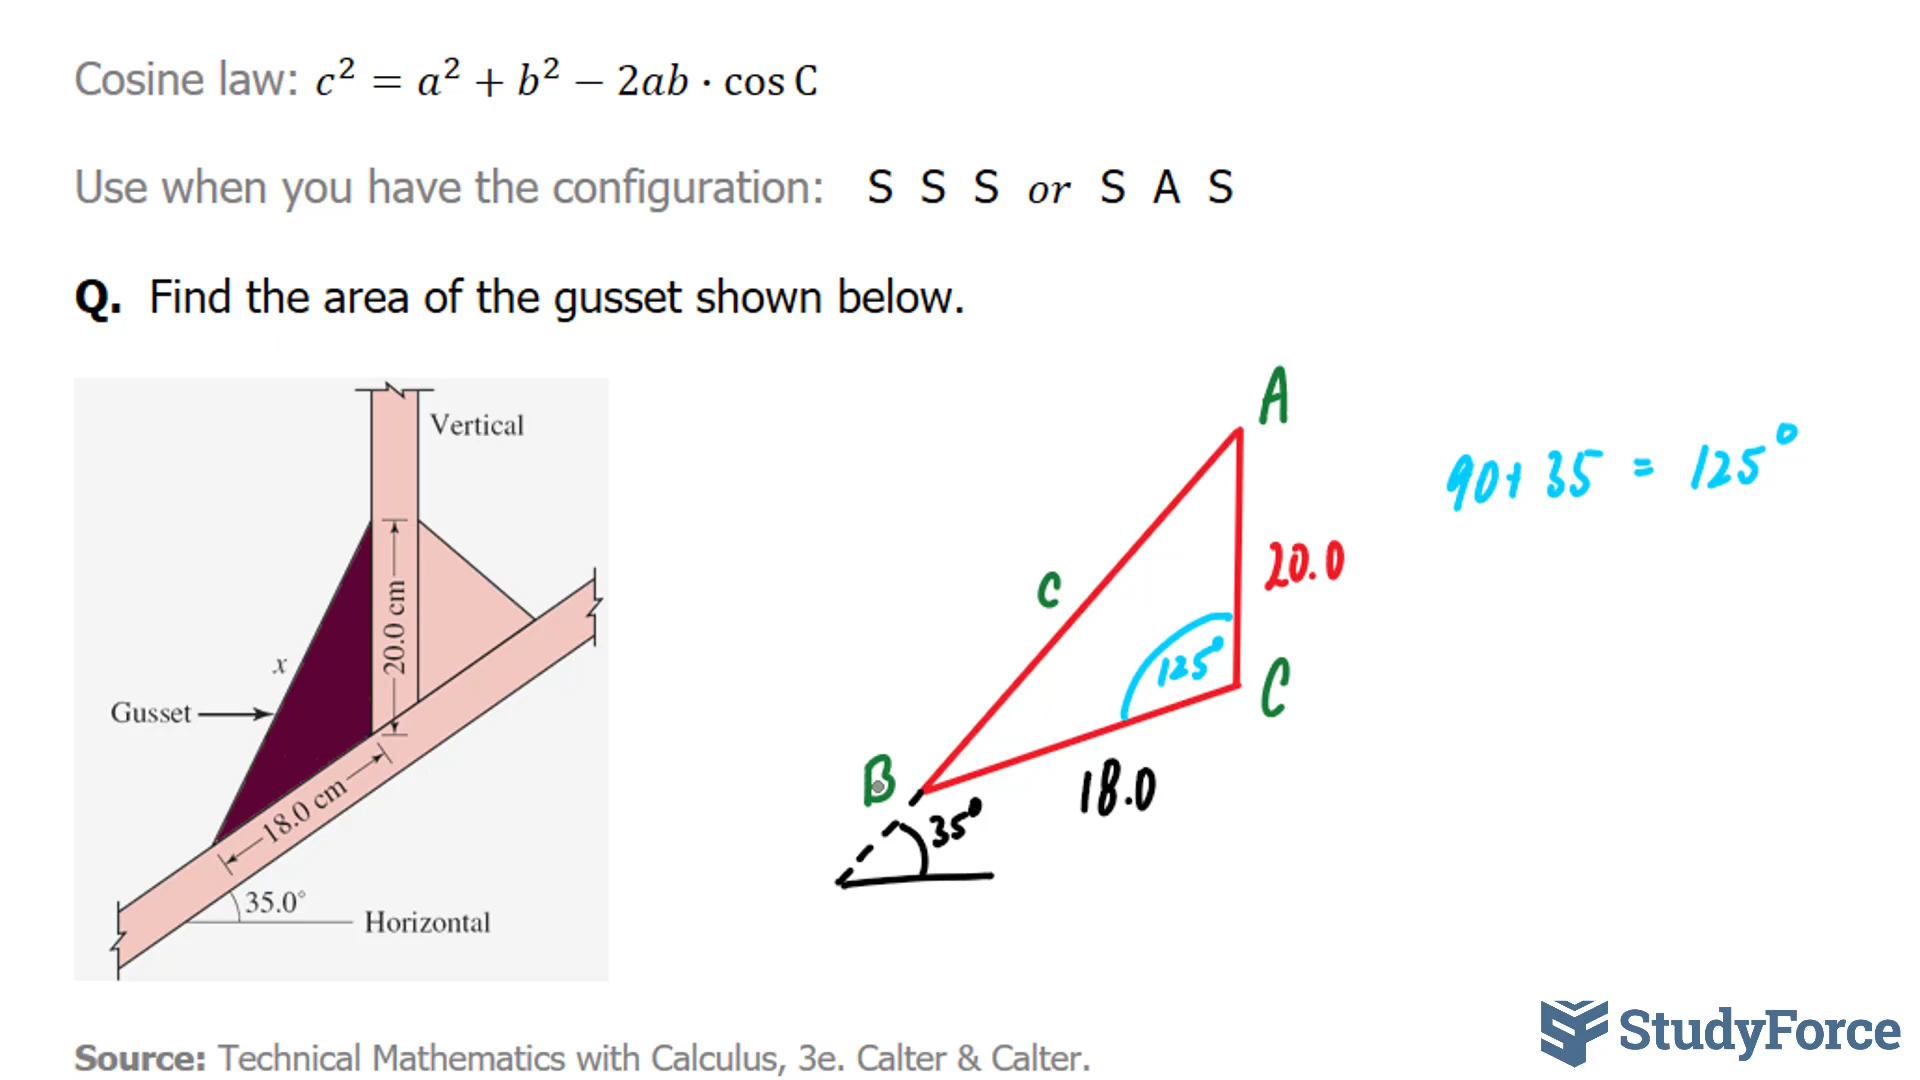 Cosine law: c² = a² + b² − 2ab · cos C
Use when you have the configuration: S S S or S A S
Q. Find the area of the gusset shown below.
Vertical
20.0 cm
x
Gusset
18.0 cm
35.0°
Horizontal
A
90+35 = 125°
c
20.0
125°
C
B
18.0
35°
StudyForce
Source: Technical Mathematics with Calculus, 3e. Calter & Calter.